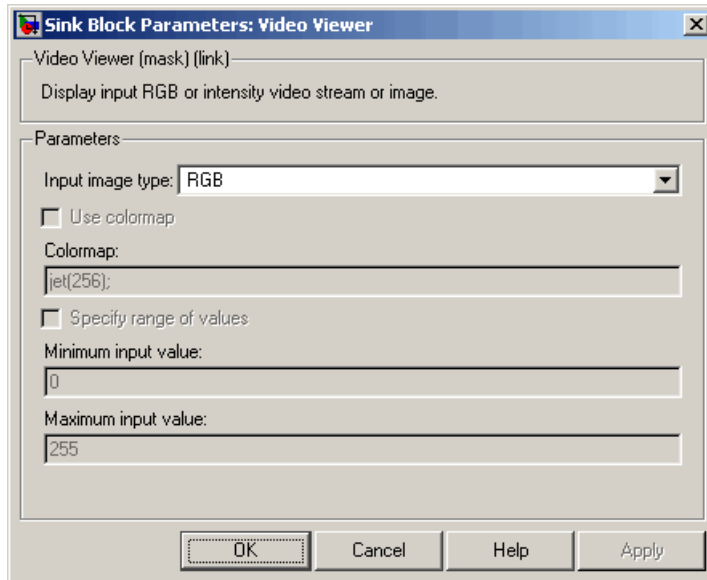 Sink Block Parameters: Video Viewer
Video Viewer (mask) (link)
Display input RGB or intensity video stream or image.
Parameters
Input image type: RGB
Use colormap
Colormap:
jet(256);
Specify range of values
Minimum input value:
0
Maximum input value:
255
OK Cancel Help Apply